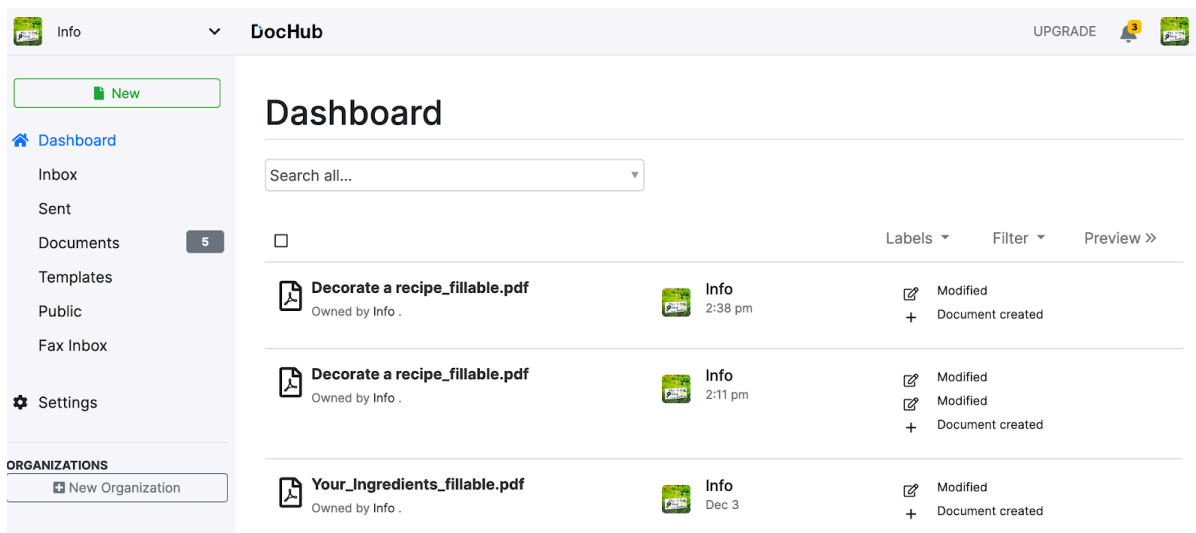 Info
DocHub
UPGRADE
3
New
Dashboard
Inbox
Sent
Documents 5
Templates
Public
Fax Inbox
Settings
ORGANIZATIONS
New Organization
Dashboard
Search all...
Labels Filter Preview
Decorate a recipe_fillable.pdf
Owned by Info .
Info
2:38 pm
Modified
Document created
Decorate a recipe_fillable.pdf
Owned by Info .
Info
2:11 pm
Modified
Modified
Document created
Your_Ingredients_fillable.pdf
Owned by Info .
Info
Dec 3
Modified
Document created